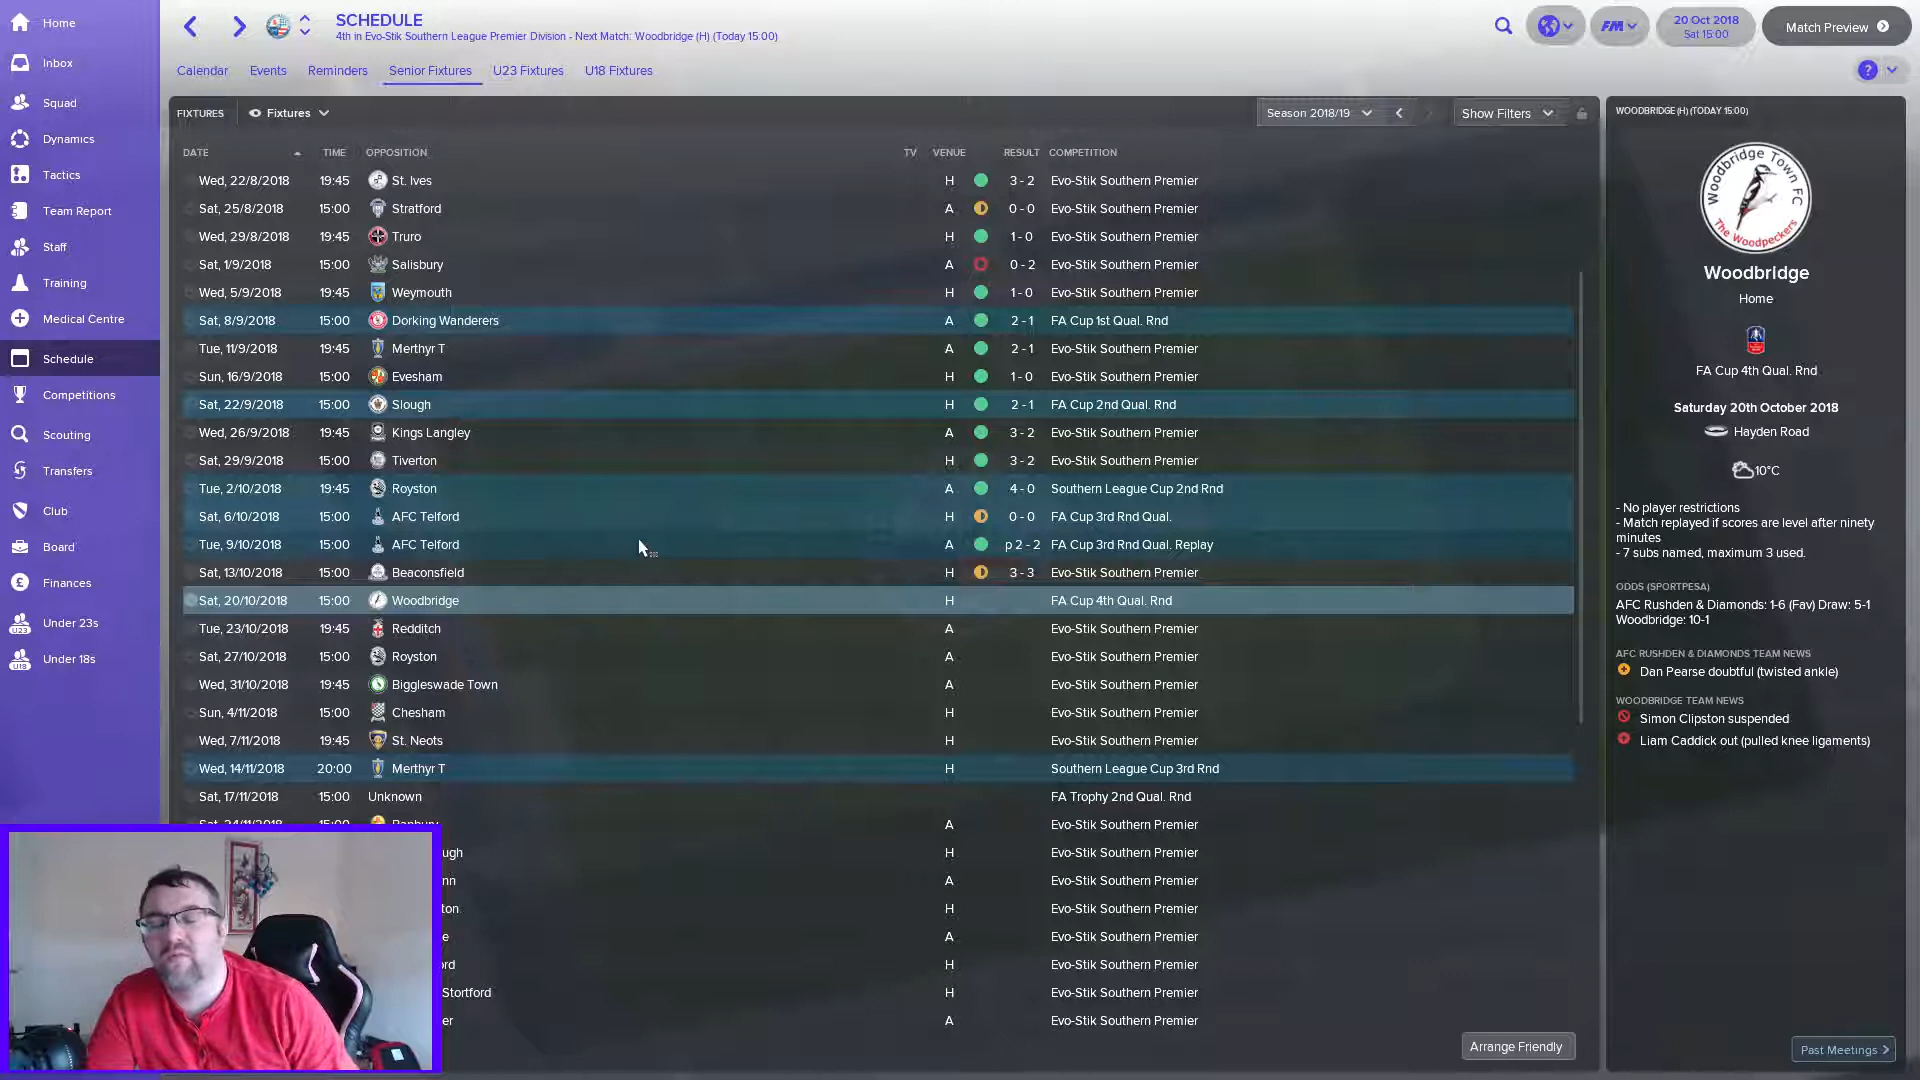 Home
Inbox
Squad
Dynamics
Tactics
Team Report
Staff
Training
Medical Centre
Schedule
Competitions
Scouting
Transfers
Club
Board
Finances
U23
Under 23s
U18
Under 18s
SCHEDULE
4th in Evo-Stik Southern League Premier Division - Next Match: Woodbridge (H) (Today 15:00)
FM
20 Oct 2018
Sat 15:00
Match Preview
Calendar Events Reminders Senior Fixtures U23 Fixtures U18 Fixtures
?
FIXTURES Fixtures Season 2018/19 Show Filters
DATE TIME OPPOSITION TV VENUE RESULT COMPETITION
Wed, 22/8/2018 19:45 St. Ives H 3 - 2 Evo-Stik Southern Premier
Sat, 25/8/2018 15:00 Stratford A 0 - 0 Evo-Stik Southern Premier
Wed, 29/8/2018 19:45 Truro H 1 - 0 Evo-Stik Southern Premier
Sat, 1/9/2018 15:00 Salisbury A 0 - 2 Evo-Stik Southern Premier
Wed, 5/9/2018 19:45 Weymouth H 1 - 0 Evo-Stik Southern Premier
Sat, 8/9/2018 15:00 Dorking Wanderers A 2 - 1 FA Cup 1st Qual. Rnd
Tue, 11/9/2018 19:45 Merthyr T A 2 - 1 Evo-Stik Southern Premier
Sun, 16/9/2018 15:00 Evesham H 1 - 0 Evo-Stik Southern Premier
Sat, 22/9/2018 15:00 Slough H 2 - 1 FA Cup 2nd Qual. Rnd
Wed, 26/9/2018 19:45 Kings Langley A 3 - 2 Evo-Stik Southern Premier
Sat, 29/9/2018 15:00 Tiverton H 3 - 2 Evo-Stik Southern Premier
Tue, 2/10/2018 19:45 Royston A 4 - 0 Southern League Cup 2nd Rnd
Sat, 6/10/2018 15:00 AFC Telford H 0 - 0 FA Cup 3rd Rnd Qual.
Tue, 9/10/2018 15:00 AFC Telford A p 2 - 2 FA Cup 3rd Rnd Qual. Replay
Sat, 13/10/2018 15:00 Beaconsfield H 3 - 3 Evo-Stik Southern Premier
Sat, 20/10/2018 15:00 Woodbridge H FA Cup 4th Qual. Rnd
Tue, 23/10/2018 19:45 Redditch A Evo-Stik Southern Premier
Sat, 27/10/2018 15:00 Royston A Evo-Stik Southern Premier
Wed, 31/10/2018 19:45 Biggleswade Town A Evo-Stik Southern Premier
Sun, 4/11/2018 15:00 Chesham H Evo-Stik Southern Premier
Wed, 7/11/2018 19:45 St. Neots H Evo-Stik Southern Premier
Wed, 14/11/2018 20:00 Merthyr T H Southern League Cup 3rd Rnd
Sat, 17/11/2018 15:00 Unknown FA Trophy 2nd Qual. Rnd
Sat, 24/11/2018 15:00 Banbury A Evo-Stik Southern Premier
ugh H Evo-Stik Southern Premier
nn A Evo-Stik Southern Premier
ton H Evo-Stik Southern Premier
e A Evo-Stik Southern Premier
ord H Evo-Stik Southern Premier
Stortford H Evo-Stik Southern Premier
er A Evo-Stik Southern Premier
Arrange Friendly
WOODBRIDGE (H) (TODAY 15:00)
Woodbridge Town FC
The Woodpeckers
Woodbridge
Home
FA Cup 4th Qual. Rnd
Saturday 20th October 2018
Hayden Road
10°C
- No player restrictions
- Match replayed if scores are level after ninety
minutes
- 7 subs named, maximum 3 used.
ODDS (SPORTPESA)
AFC Rushden & Diamonds: 1-6 (Fav) Draw: 5-1
Woodbridge: 10-1
AFC RUSHDEN & DIAMONDS TEAM NEWS
Dan Pearse doubtful (twisted ankle)
WOODBRIDGE TEAM NEWS
Simon Clipston suspended
Liam Caddick out (pulled knee ligaments)
Past Meetings